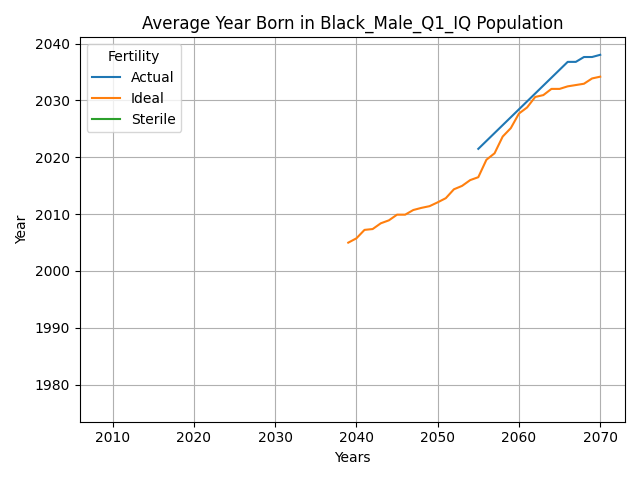 Average Year Born in Black_Male_Q1_IQ Population
Fertility
Actual
Ideal
Sterile
2040
2030
2020
2010
2000
1990
1980
Year
2010 2020 2030 2040 2050 2060 2070
Years